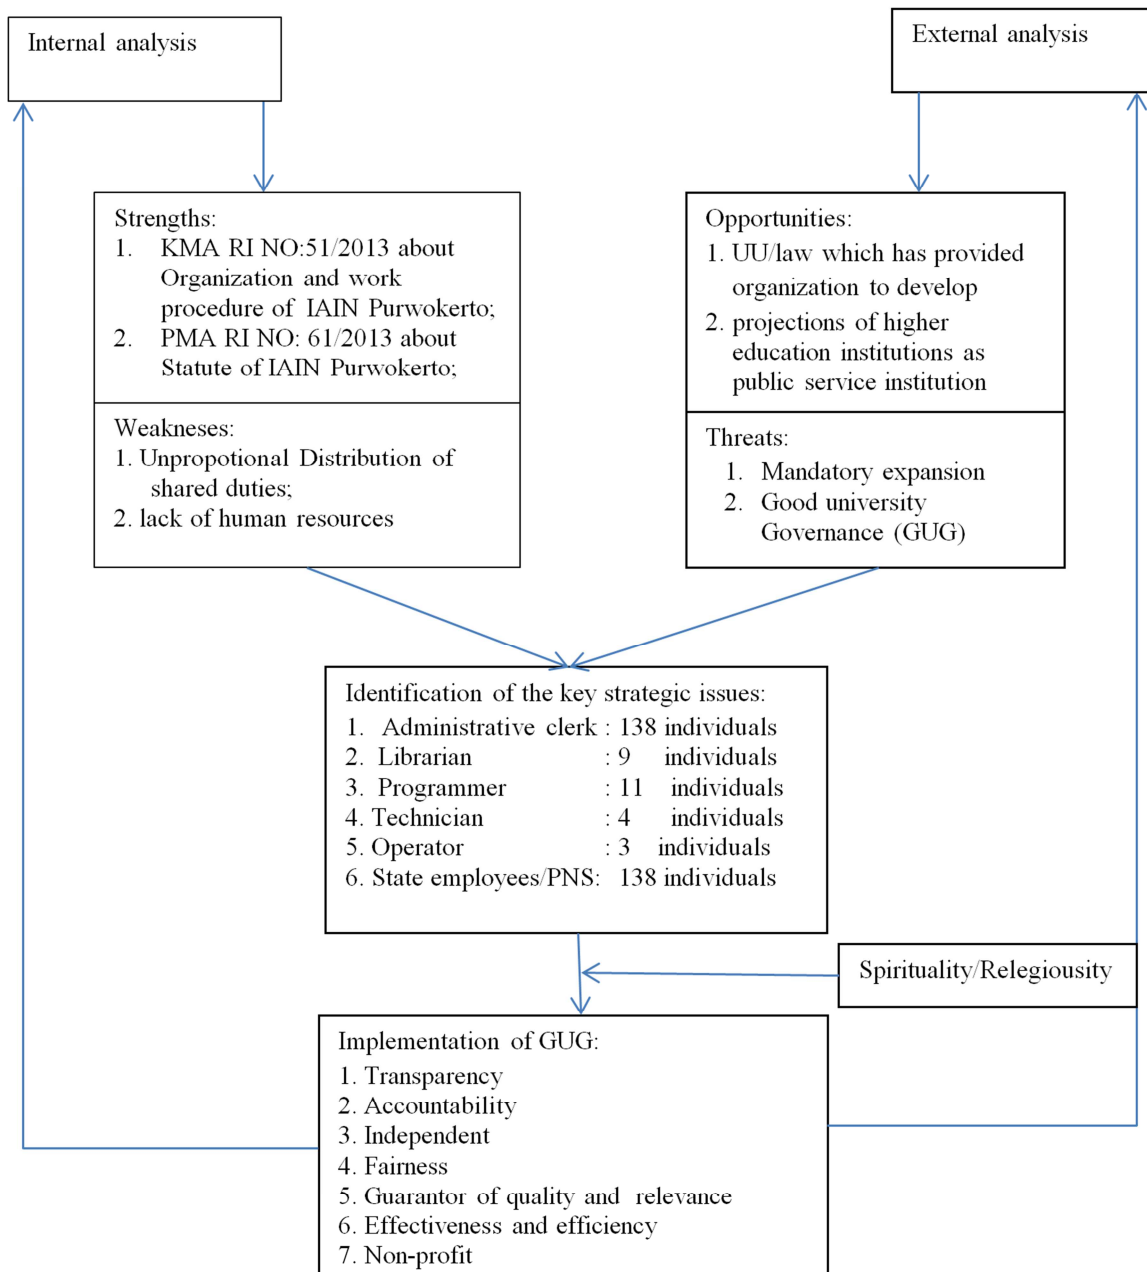 Internal analysis
External analysis
Strengths:
1. KMA RI NO:51/2013 about
Organization and work
procedure of IAIN Purwokerto;
2. PMA RI NO: 61/2013 about
Statute of IAIN Purwokerto;
Weakneses:
1. Unpropotional Distribution of
shared duties;
2. lack of human resources
Opportunities:
1. UU/law which has provided
organization to develop
2. projections of higher
education institutions as
public service institution
Threats:
1. Mandatory expansion
2. Good university
Governance (GUG)
Identification of the key strategic issues:
1. Administrative clerk : 138 individuals
2. Librarian : 9 individuals
3. Programmer : 11 individuals
4. Technician : 4 individuals
5. Operator : 3 individuals
6. State employees/PNS: 138 individuals
Spirituality/Relegiousity
Implementation of GUG:
1. Transparency
2. Accountability
3. Independent
4. Fairness
5. Guarantor of quality and relevance
6. Effectiveness and efficiency
7. Non-profit